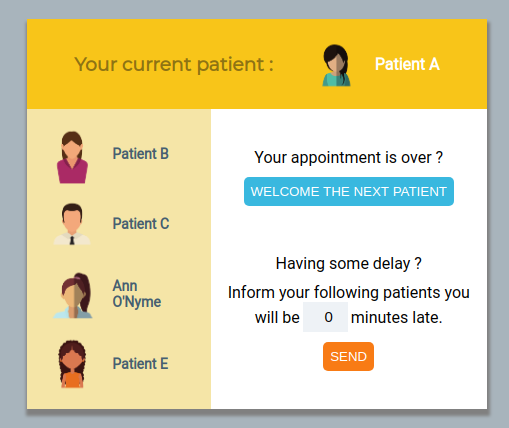 Your current patient :
Patient A
Patient B
Patient C
Ann
O'Nyme
Patient E
Your appointment is over ?
WELCOME THE NEXT PATIENT
Having some delay ?
Inform your following patients you
will be 0 minutes late.
SEND